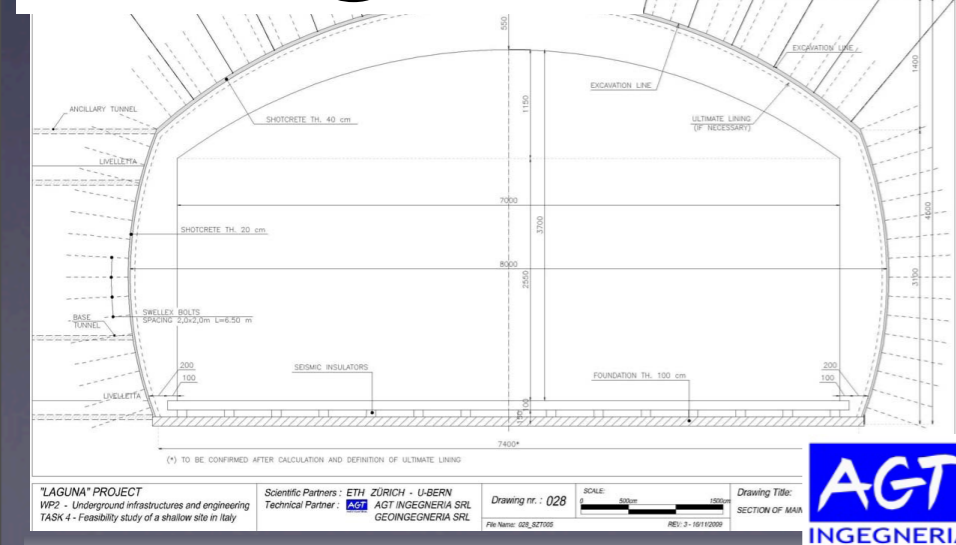 550
EXCAVATION LINE
1400
EXCAVATION LINE
1150
ANCILLARY TUNNEL
SHOTCRETE TH. 40 cm
ULTIMATE LINING
(IF NECESSARY)
LIVELLETTA
7000
3700
4600
SHOTCRETE TH. 20 cm
8000
2550
3100
SWELLEX BOLTS
SPACING 2,0x2,0m L=6.50 m
BASE
TUNNEL
200
SEISMIC INSULATORS
200
100
FOUNDATION TH. 100 cm
100
LIVELLETTA
100
150
7400*
(*) TO BE CONFIRMED AFTER CALCULATION AND DEFINITION OF ULTIMATE LINING
"LAGUNA" PROJECT
WP2 - Underground infrastructures and engineering
TASK 4 - Feasibility study of a shallow site in Italy
Scientific Partners : ETH ZÜRICH - U-BERN
Technical Partner : AGT AGT INGEGNERIA SRL
GEOINGEGNERIA SRL
Drawing nr. : 028
File Name: 028_SZT005
SCALE:
0 500cm 1500cm
REV: 3 - 16/11/2009
Drawing Title:
SECTION OF MAIN
AGT
INGEGNERIA